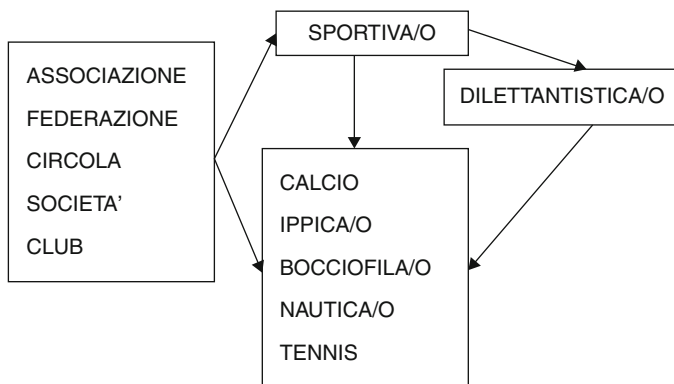 SPORTIVA/O
ASSOCIAZIONE
FEDERAZIONE
CIRCOLA
SOCIETA'
CLUB
DILETTANTISTICA/O
CALCIO
IPPICA/O
BOCCIOFILA/O
NAUTICA/O
TENNIS